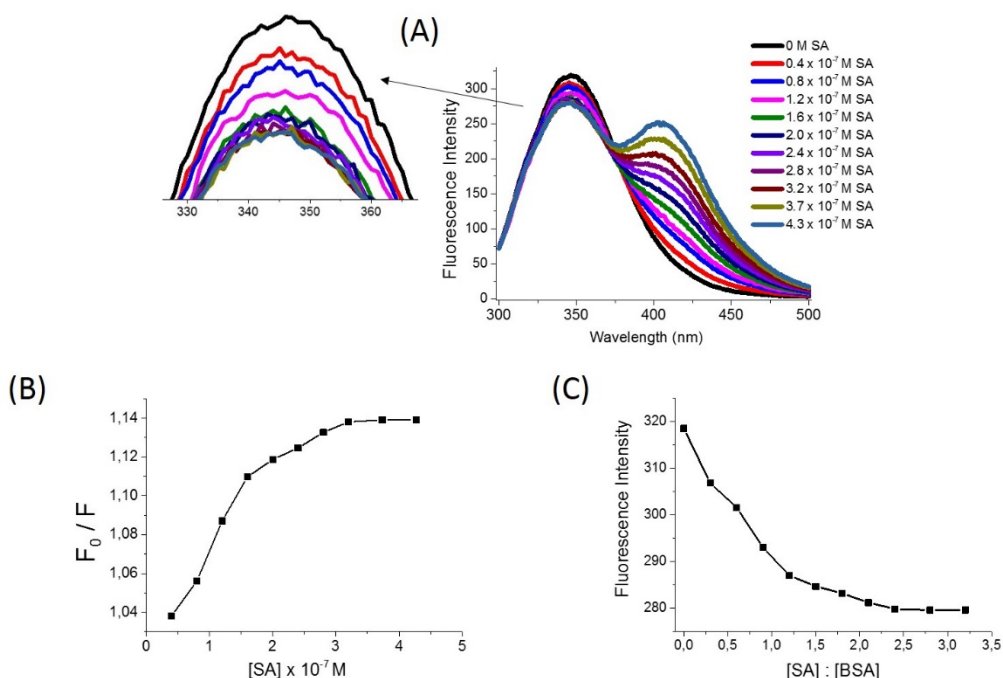 (A)
330 340 350 360
Fluorescence Intensity
300
250
200
150
100
50
0
300 350 400 450 500
Wavelength (nm)
0 M SA
0.4 x 10⁻⁷ M SA
0.8 x 10⁻⁷ M SA
1.2 x 10⁻⁷ M SA
1.6 x 10⁻⁷ M SA
2.0 x 10⁻⁷ M SA
2.4 x 10⁻⁷ M SA
2.8 x 10⁻⁷ M SA
3.2 x 10⁻⁷ M SA
3.7 x 10⁻⁷ M SA
4.3 x 10⁻⁷ M SA
(B)
F₀ / F
1,14
1,12
1,10
1,08
1,06
1,04
0 1 2 3 4 5
[SA] x 10⁻⁷ M
(C)
Fluorescence Intensity
320
310
300
290
280
0,0 0,5 1,0 1,5 2,0 2,5 3,0 3,5
[SA] : [BSA]